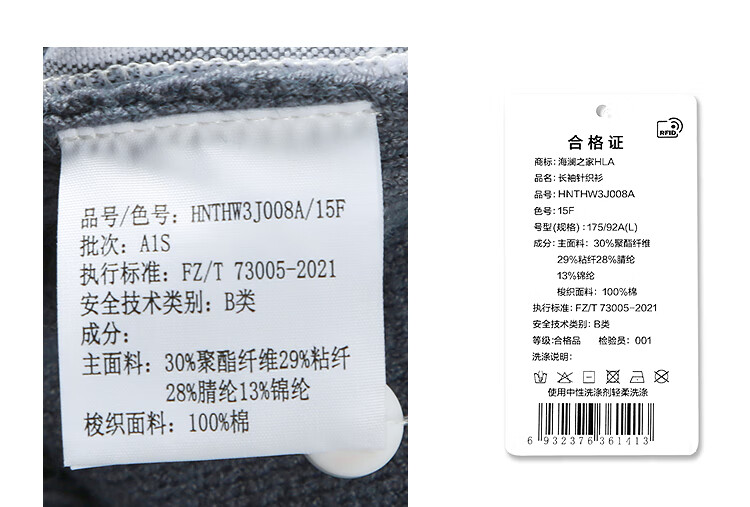 品号/色号: HNTHW3J008A/15F
批次: A1S
执行标准: FZ/T 73005-2021
安全技术类别: B类
成分:
主面料: 30%聚酯纤维29%粘纤
28%腈纶13%锦纶
梭织面料: 100%棉
RFID
合格证
商标: 海澜之家HLA
品名: 长袖针织衫
品号: HNTHW3J008A
色号: 15F
号型(规格) : 175/92A(L)
成分: 主面料: 30%聚酯纤维
29%粘纤28%腈纶
13%锦纶
梭织面料: 100%棉
执行标准: FZ/T 73005-2021
安全技术类别: B类
等级: 合格品 检验员: 001
洗涤说明:
使用中性洗涤剂轻柔洗涤
6 932376 361413